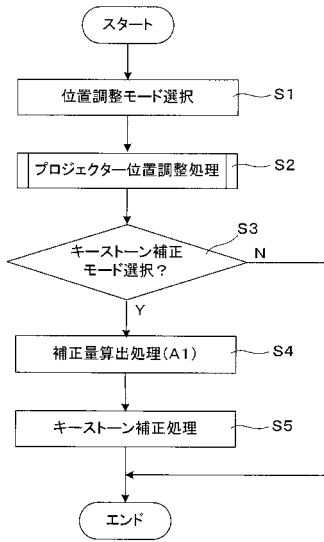 スタート
位置調整モード選択
S1
プロジェクター位置調整処理
S2
S3
キーストーン補正
モード選択？
N
Y
補正量算出処理(A1)
S4
キーストーン補正処理
S5
エンド